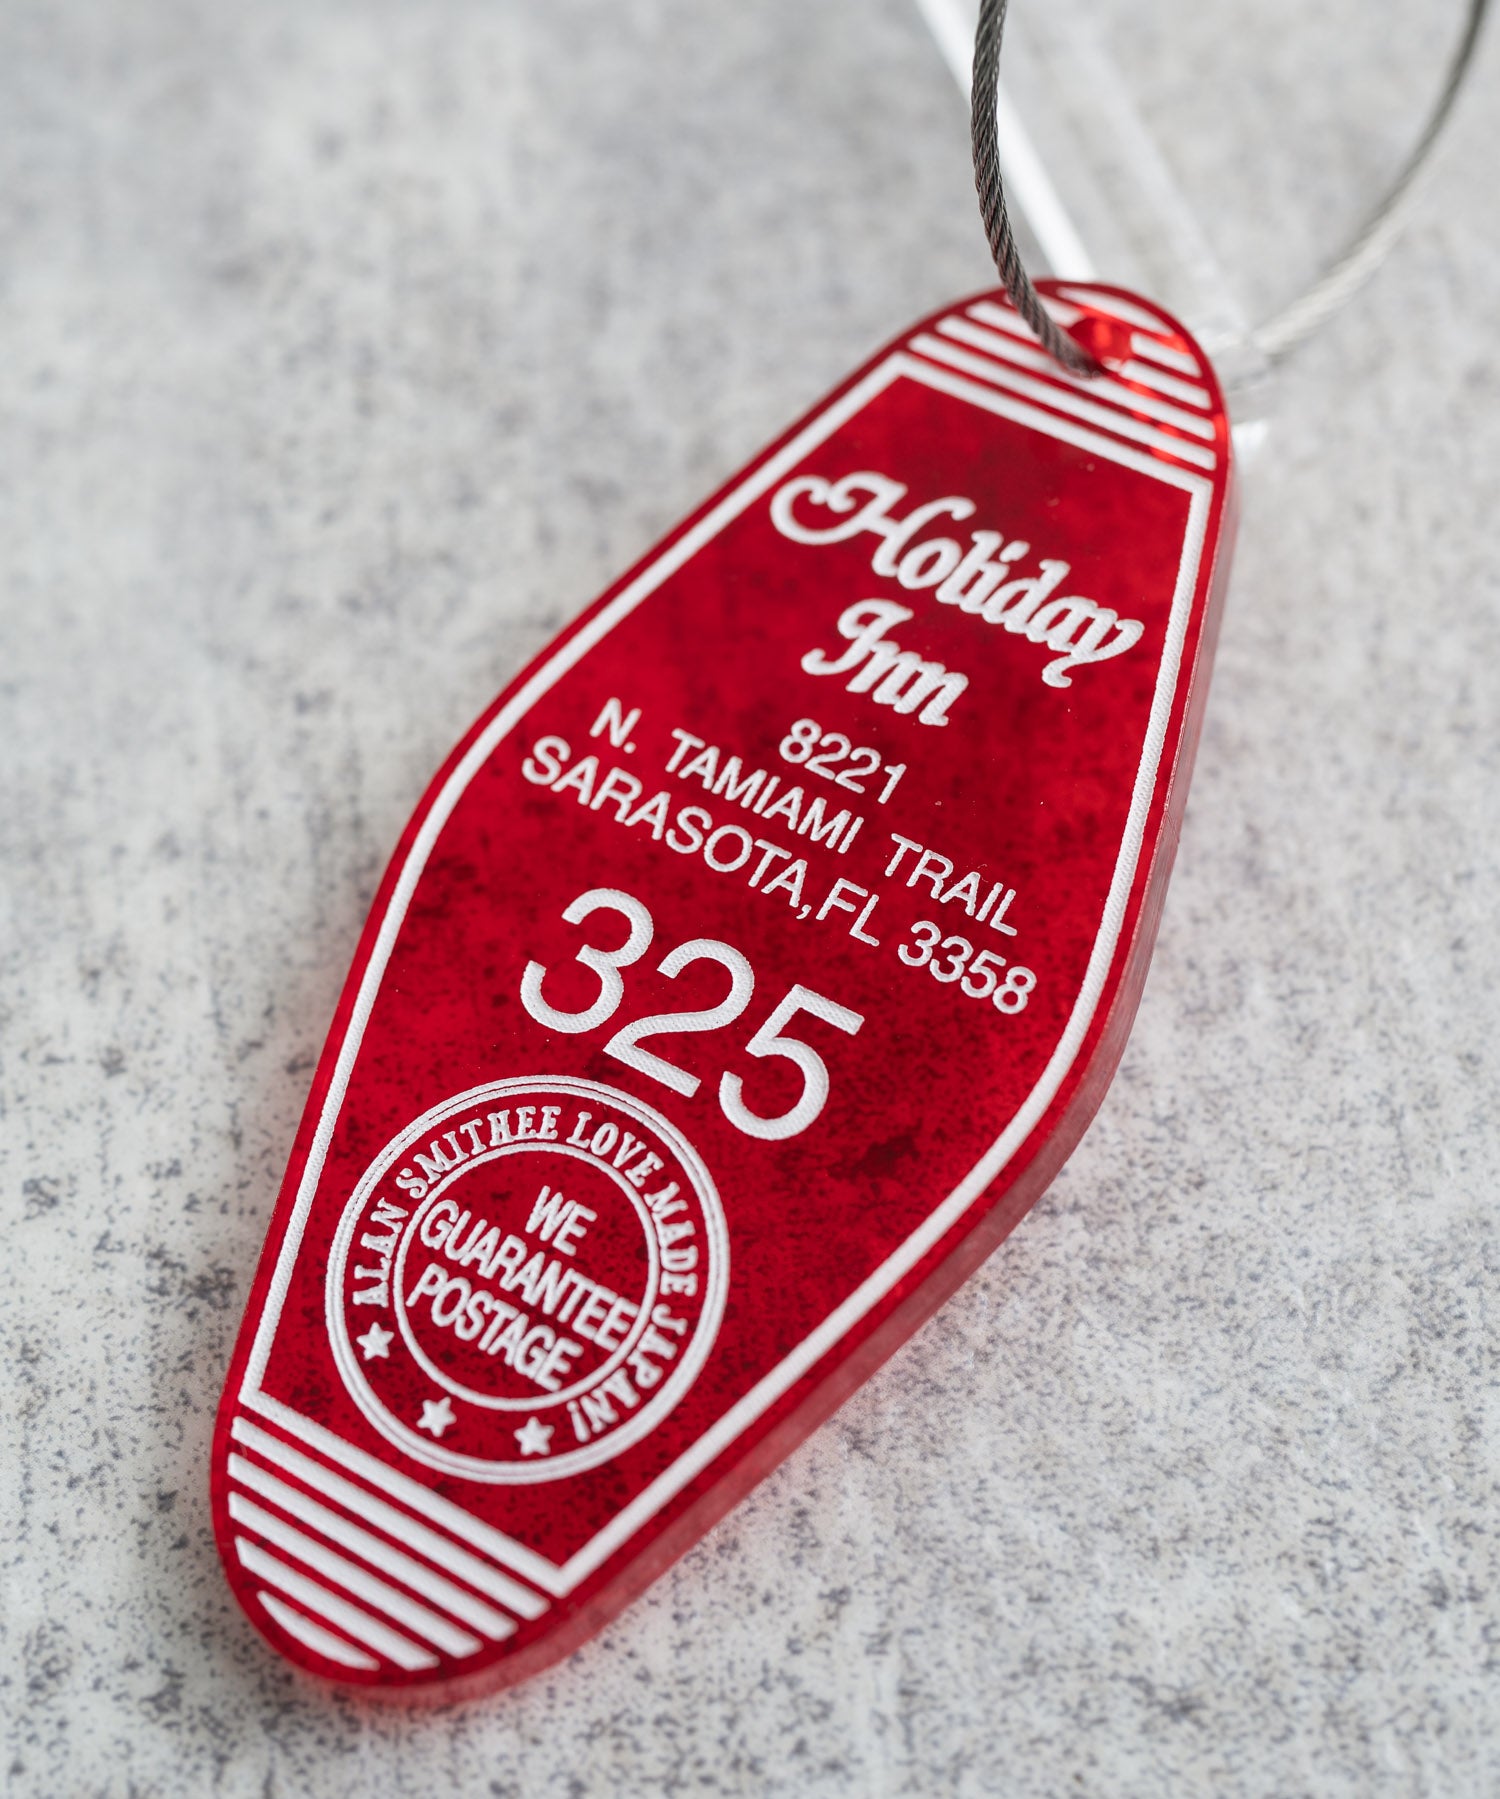 Holiday
Inn
8221
N. TAMIAMI TRAIL
SARASOTA,FL 3358
325
ALAN SMITHEE LOVE MADE JAPAN!
WE
GUARANTEE
POSTAGE